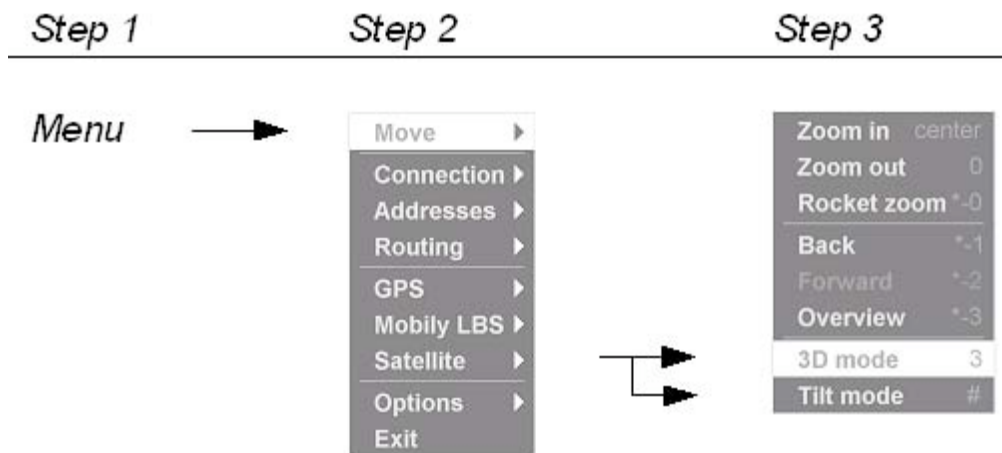 Step 1 Step 2 Step 3
Menu
Move
Connection
Addresses
Routing
GPS
Mobily LBS
Satellite
Options
Exit
Zoom in center
Zoom out 0
Rocket zoom *-0
Back *-1
Forward *-2
Overview *-3
3D mode 3
Tilt mode #